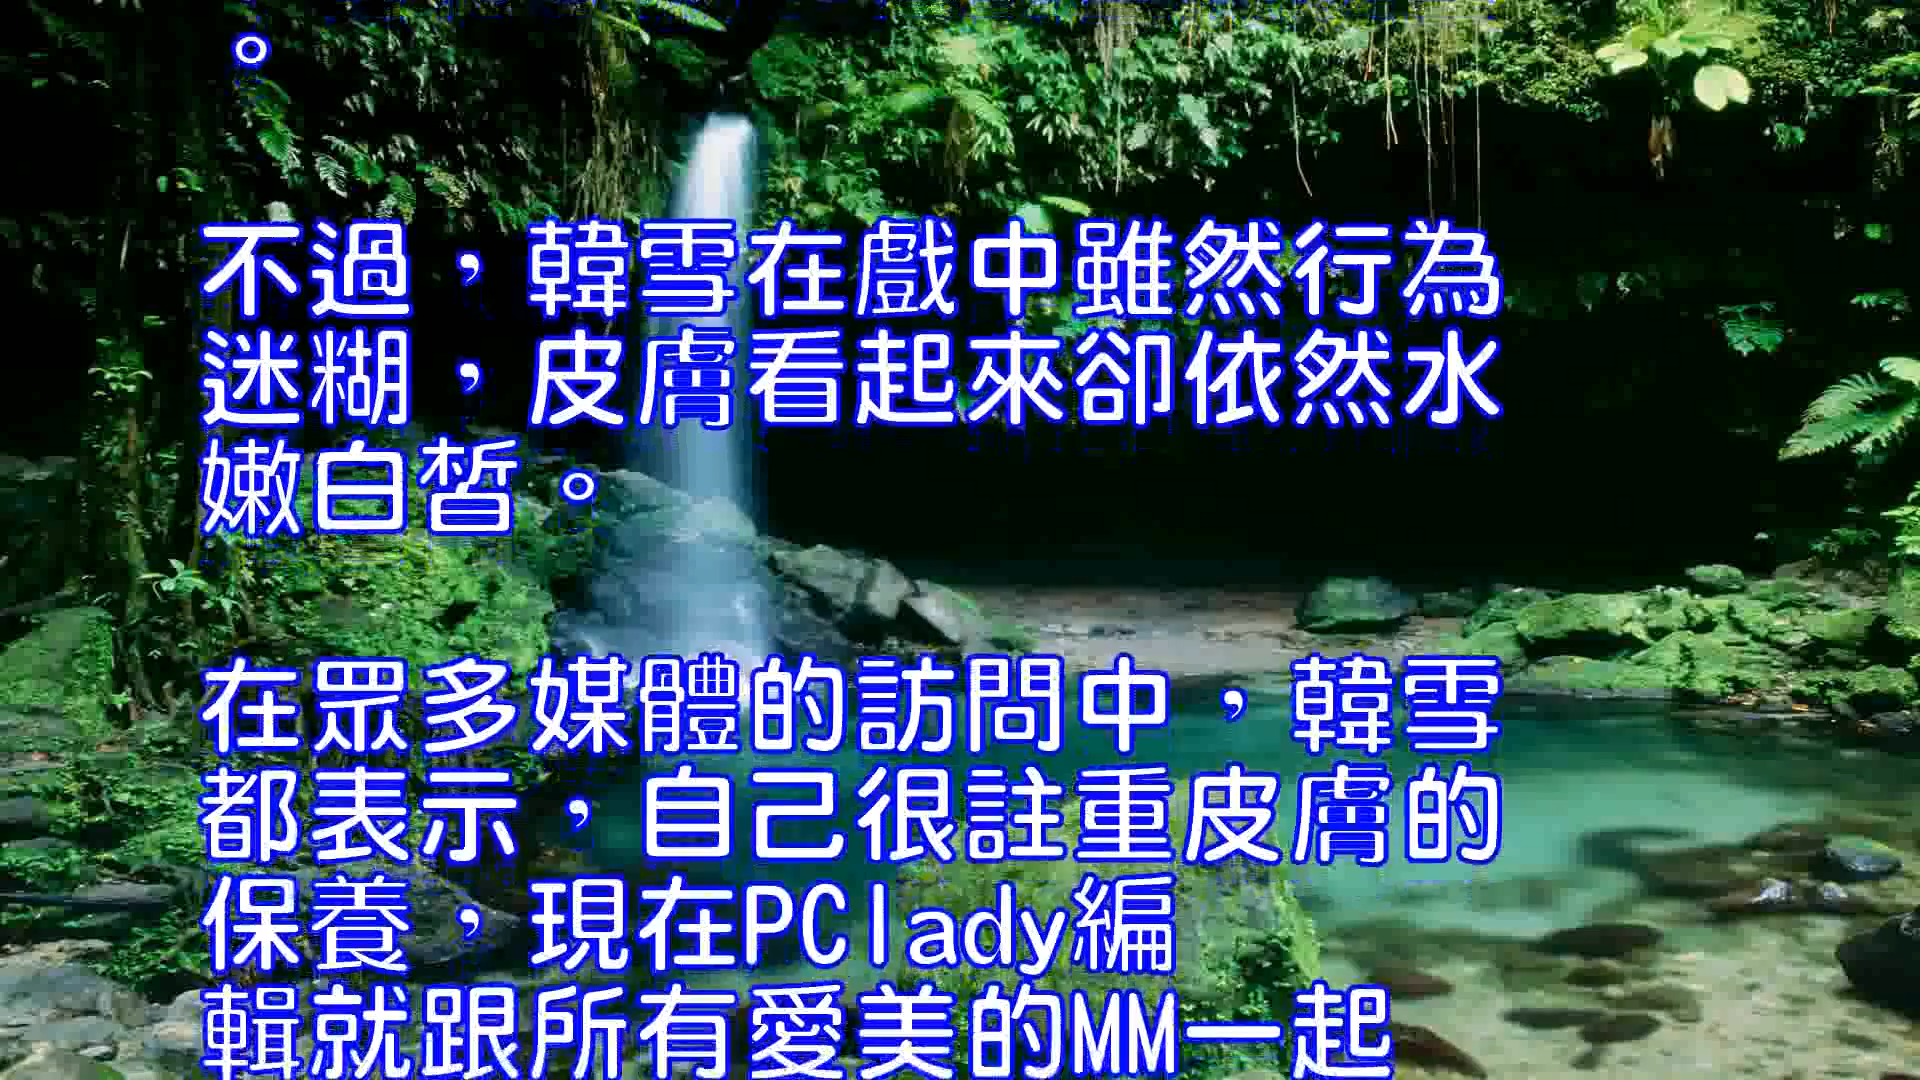 。
不過，韓雪在戲中雖然行為
迷糊，皮膚看起來卻依然水
嫩白皙。
在眾多媒體的訪問中，韓雪
都表示，自己很註重皮膚的
保養，現在PClady編
輯就跟所有愛美的MM一起